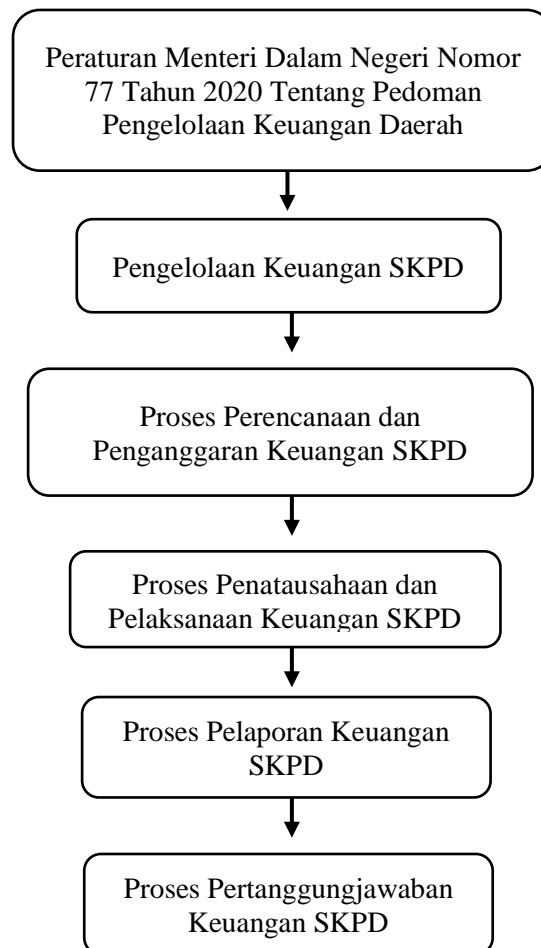 Peraturan Menteri Dalam Negeri Nomor
77 Tahun 2020 Tentang Pedoman
Pengelolaan Keuangan Daerah
Pengelolaan Keuangan SKPD
Proses Perencanaan dan
Penganggaran Keuangan SKPD
Proses Penatausahaan dan
Pelaksanaan Keuangan SKPD
Proses Pelaporan Keuangan
SKPD
Proses Pertanggungjawaban
Keuangan SKPD